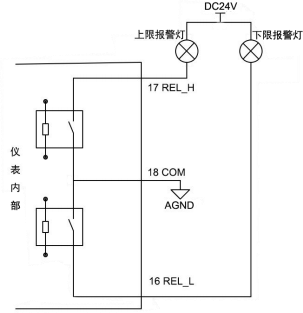 DC24V
上限报警灯
下限报警灯
17 REL_H
仪表内部
18 COM
AGND
16 REL_L